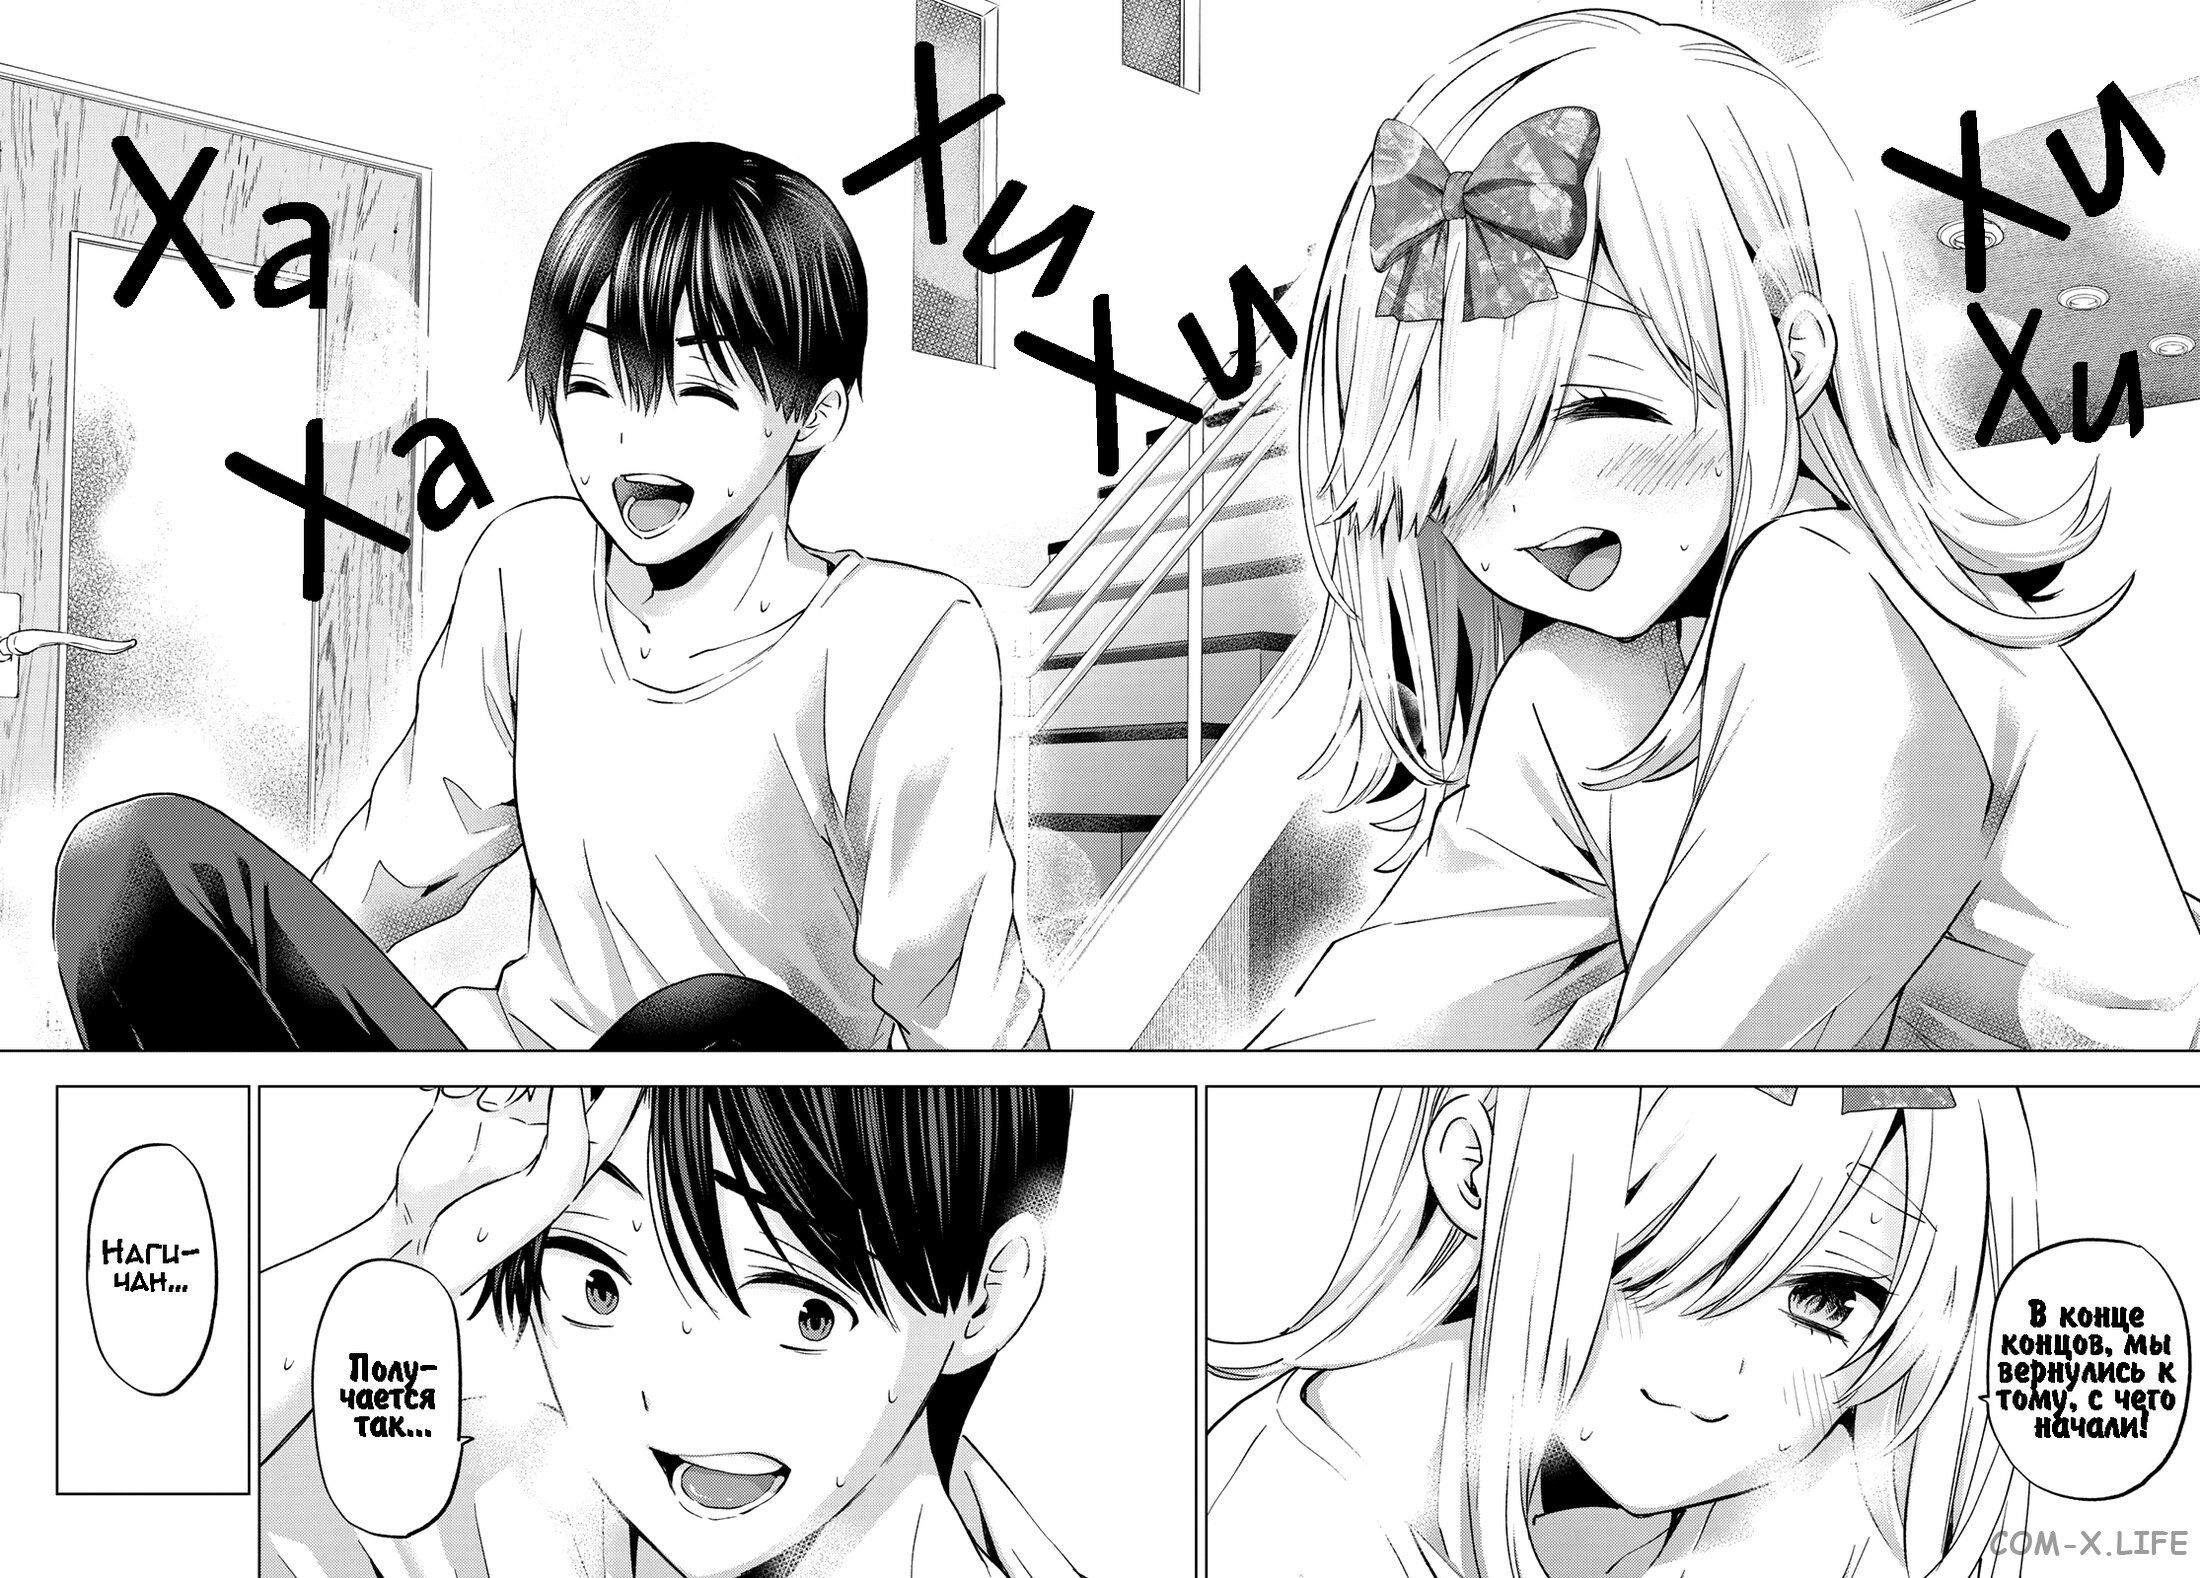 Хи
Хи
Хи
Хи
Ха
Ха
В конце
концов, мы
вернулись к
тому, с чего
начали!
Полу-
чается
так...
Наги-
чан...
COM-X.LIFE